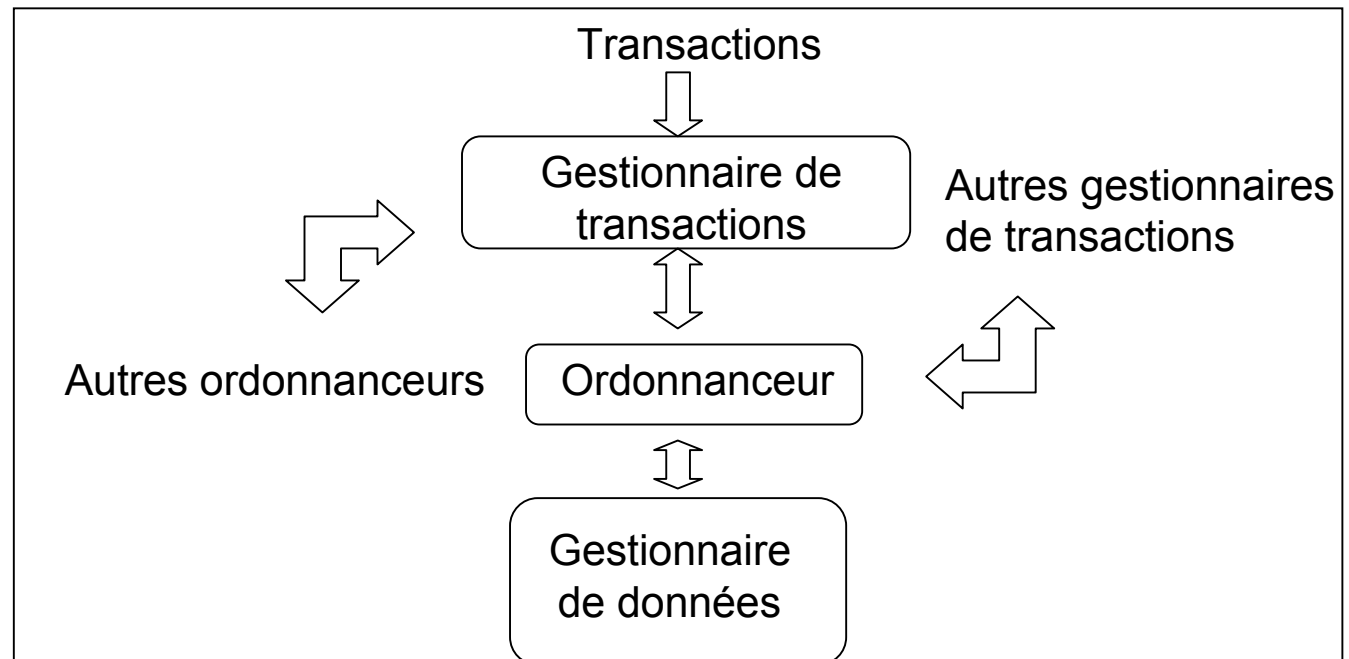 Transactions
Gestionnaire de
transactions
Autres gestionnaires
de transactions
Autres ordonnanceurs
Ordonnanceur
Gestionnaire
de données